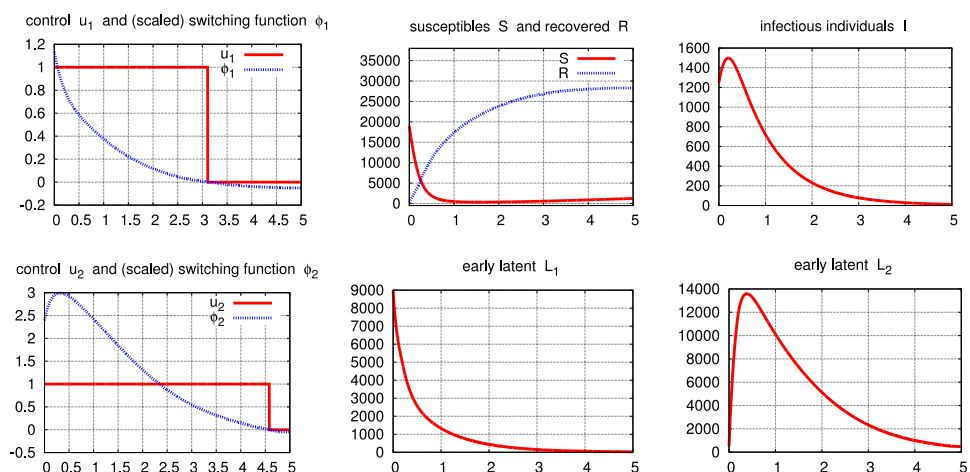 control u₁ and (scaled) switching function ϕ₁
1.2
1
0.8
0.6
0.4
0.2
0
-0.2
u₁
ϕ₁
0 0.5 1 1.5 2 2.5 3 3.5 4 4.5 5
susceptibles S and recovered R
35000
30000
25000
20000
15000
10000
5000
0
S
R
0 1 2 3 4 5
infectious individuals I
1600
1400
1200
1000
800
600
400
200
0
0 1 2 3 4 5
control u₂ and (scaled) switching function ϕ₂
3
2.5
2
1.5
1
0.5
0
-0.5
u₂
ϕ₂
0 0.5 1 1.5 2 2.5 3 3.5 4 4.5 5
early latent L₁
9000
8000
7000
6000
5000
4000
3000
2000
1000
0
0 1 2 3 4 5
early latent L₂
14000
12000
10000
8000
6000
4000
2000
0
0 1 2 3 4 5